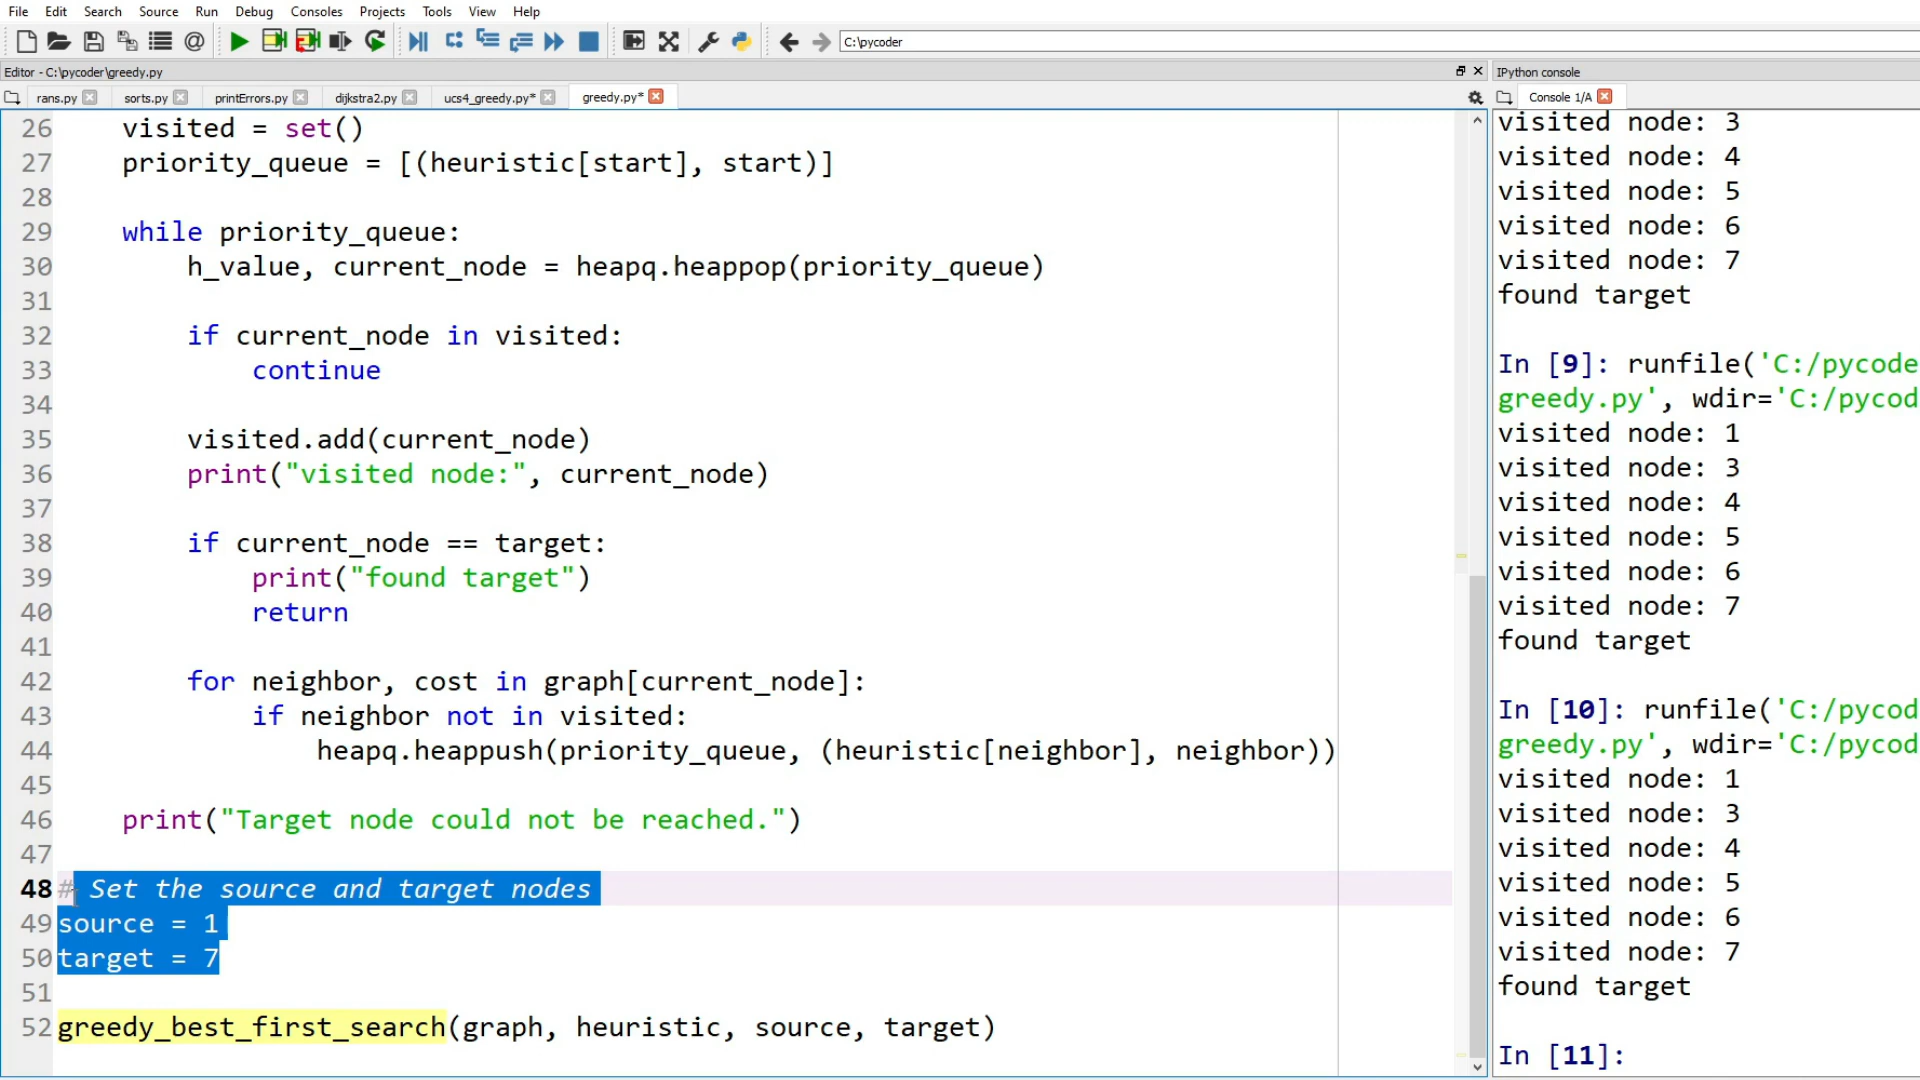 File Edit Search Source Run Debug Consoles Projects Tools View Help
C:\pycoder
Editor - C:\pycoder\greedy.py
rans.py sorts.py printErrors.py dijkstra2.py ucs4_greedy.py* greedy.py*
26 visited = set()
27 priority_queue = [(heuristic[start], start)]
28
29 while priority_queue:
30 h_value, current_node = heapq.heappop(priority_queue)
31
32 if current_node in visited:
33 continue
34
35 visited.add(current_node)
36 print("visited node:", current_node)
37
38 if current_node == target:
39 print("found target")
40 return
41
42 for neighbor, cost in graph[current_node]:
43 if neighbor not in visited:
44 heapq.heappush(priority_queue, (heuristic[neighbor], neighbor))
45
46 print("Target node could not be reached.")
47
48 # Set the source and target nodes
49 source = 1
50 target = 7
51
52 greedy_best_first_search(graph, heuristic, source, target)
IPython console
Console 1/A
visited node: 3
visited node: 4
visited node: 5
visited node: 6
visited node: 7
found target
In [9]: runfile('C:/pycode
greedy.py', wdir='C:/pycod
visited node: 1
visited node: 3
visited node: 4
visited node: 5
visited node: 6
visited node: 7
found target
In [10]: runfile('C:/pycod
greedy.py', wdir='C:/pycod
visited node: 1
visited node: 3
visited node: 4
visited node: 5
visited node: 6
visited node: 7
found target
In [11]: